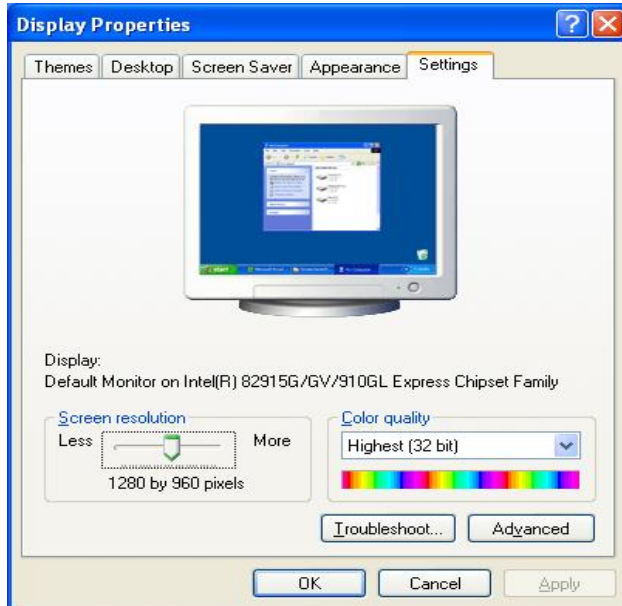 Display Properties
Themes Desktop Screen Saver Appearance Settings
start
Display:
Default Monitor on Intel(R) 82915G/GV/910GL Express Chipset Family
Screen resolution
Less More
1280 by 960 pixels
Color quality
Highest (32 bit)
Troubleshoot... Advanced
OK Cancel Apply